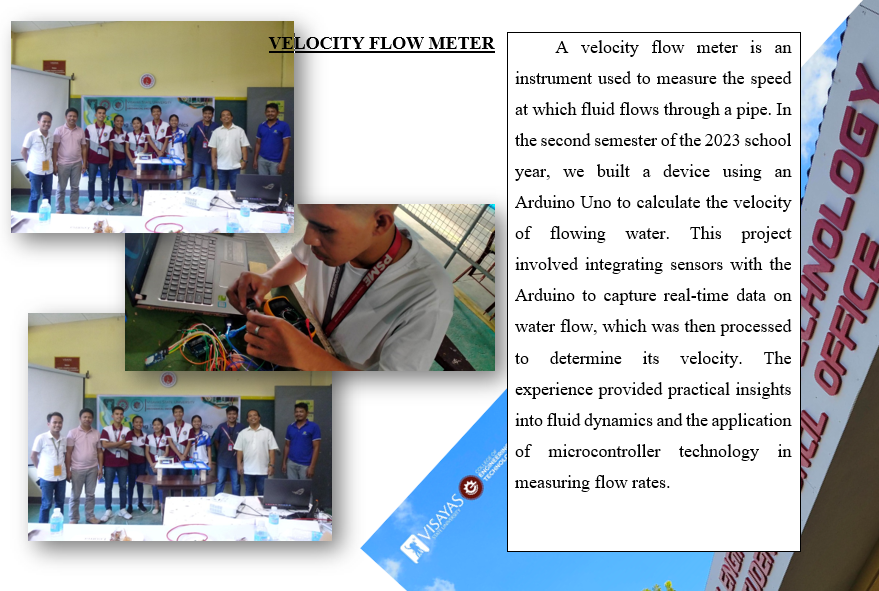 VELOCITY FLOW METER
A velocity flow meter is an
instrument used to measure the speed
at which fluid flows through a pipe. In
the second semester of the 2023 school
year, we built a device using an
Arduino Uno to calculate the velocity
of flowing water. This project
involved integrating sensors with the
Arduino to capture real-time data on
water flow, which was then processed
to determine its velocity. The
experience provided practical insights
into fluid dynamics and the application
of microcontroller technology in
measuring flow rates.
PSME
VISAYAS
COLLEGE OF
ENGINEERING
TECHNOLOGY
OFFICE